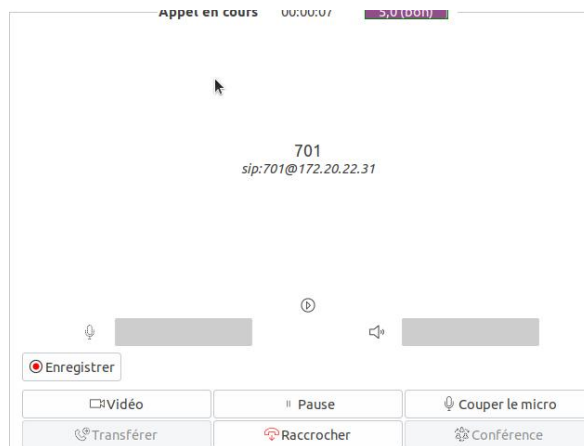 Appel en cours 00:00:07 5,0 (bon)
701
sip:701@172.20.22.31
Enregistrer
Vidéo Pause Couper le micro
Transférer Raccrocher Conférence